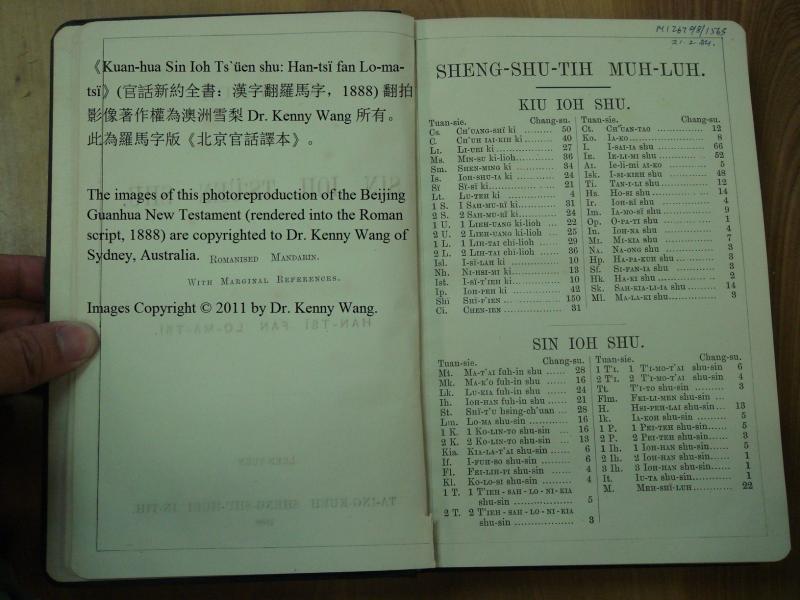 《Kuan-hua Sin Ioh Ts`üen shu: Han-tsï fan Lo-ma-
tsï》(官話新約全書：漢字翻羅馬字，1888) 翻拍
影像著作權為澳洲雪梨 Dr. Kenny Wang 所有。
此為羅馬字版《北京官話譯本》。
The images of this photoreproduction of the Beijing
Guanhua New Testament (rendered into the Roman
script, 1888) are copyrighted to Dr. Kenny Wang of
Sydney, Australia.
Romanised Mandarin.
With Marginal References.
Images Copyright © 2011 by Dr. Kenny Wang.
SHENG-SHU-TIH MUH-LUH.
KIU IOH SHU.
Tuan-sie. Chang-su.
Cs. Ch'uang-shï ki 50
C. Ch'uh iai-kih ki 40
Li. Li-uei ki 27
Ms. Min-su ki-lioh 36
Sm. Shen-ming ki 34
Is. Ioh-shu-ia ki 24
Sï Sï-sï ki 21
Lt. Lu-teh ki 4
1 S. 1 Sah-mu-rï ki 31
2 S. 2 Sah-mu-rï ki 24
1 U. 1 Lieh-uang ki-lioh 22
2 U. 2 Lieh-uang ki-lioh 25
1 L. 1 Lih-tai chi-lioh 29
2 L. 2 Lih-tai chi-lioh 36
Isl. I-sï-lah ki 10
Nh. Ni-hsi-mi ki 13
Ist. I-sï-t'ieh ki 10
Ip. Ioh-peh ki 42
Shï Shï-p'ien 150
Ci. Chen-ien 31
Tuan-sie. Chang-su.
Ct. Ch'uan-tao 12
Ko. Ia-ko 8
I. I-sai-ia shu 66
Ie. Ie-li-mi shu 52
Ai. Ie-li-mi ai-ko 5
Isk. I-si-kieh shu 48
Ti. Tan-i-li shu 12
Hs. Ho-si shu 14
Ir. Ioh-rï shu 4
Im. Ia-mo-sï shu 9
Op. O-pa-ti shu 1
In. Ioh-na shu 4
Mi. Mi-kia shu 7
Na. Na-ong shu 3
Hp. Ha-pa-kuh shu 3
Sf. Si-fan-ia shu 3
Hk. Ha-ki shu 2
Sk. Sah-kia-li-ia shu 14
Ml. Ma-la-ki shu 3
SIN IOH SHU.
Tuan-sie. Chang-su.
Mt. Ma-t'ai fuh-in shu 28
Mk. Ma-k'o fuh-in shu 16
Lk. Lu-kia fuh-in shu 24
Ih. Ioh-han fuh-in shu 21
St. Shï-t'u hsing-ch'uan 28
Lm. Lo-ma shu-sin 16
1 K. 1 Ko-lin-to shu-sin 16
2 K. 2 Ko-lin-to shu-sin 13
Kia. Kia-la-t'ai shu-sin 6
If. I-fuh-so shu-sin 6
Fl. Fei-lih-pi shu-sin 4
Kl. Ko-lo-si shu-sin 4
1 T. 1 T'ieh-sah-lo-ni-kia
shu-sin 5
2 T. 2 T'ieh-sah-lo-ni-kia
shu-sin 3
Tuan-sie. Chang-su.
1 T'i. 1 T'i-mo-t'ai shu-sin 6
2 T'i. 2 T'i-mo-t'ai shu-sin 4
Tt. T'i-to shu-sin 3
Flm. Fei-li-men shu-sin
H. Hsi-peh-lai shu-sin 13
Ik. Ia-koh shu-sin 5
1 P. 1 Pei-teh shu-sin 5
2 P. 2 Pei-teh shu-sin 3
1 Ih. 1 Ioh-han shu-sin 5
2 Ih. 2 Ioh-han shu-sin 1
3 Ih. 3 Ioh-han shu-sin 1
It. Iu-ta shu-sin 1
M. Meh-shï-luh 22